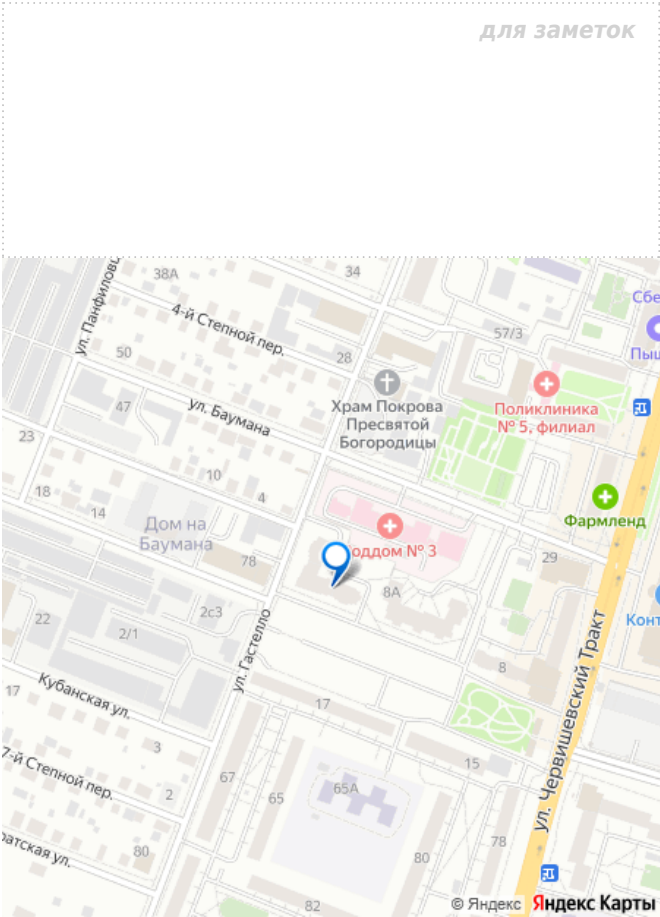 для заметок
ул. Панфиловц
38А
34
Сбе
4-й Степной пер.
57/3
Пыш
50
28
47
ул. Баумана
Храм Покрова
Пресвятой
Богородицы
Поликлиника
№ 5, филиал
23
10
18
14
4
Фармленд
Дом на
Баумана
78
оддом № 3
29
8А
2с3
22
2/1
Конт
ул. Гастелло
ул. Червишевский Тракт
8
17
Кубанская ул.
17
3
15
7-й Степной пер.
67
65
65А
2
78
ратская ул.
80
80
82
© Яндекс Яндекс Карты